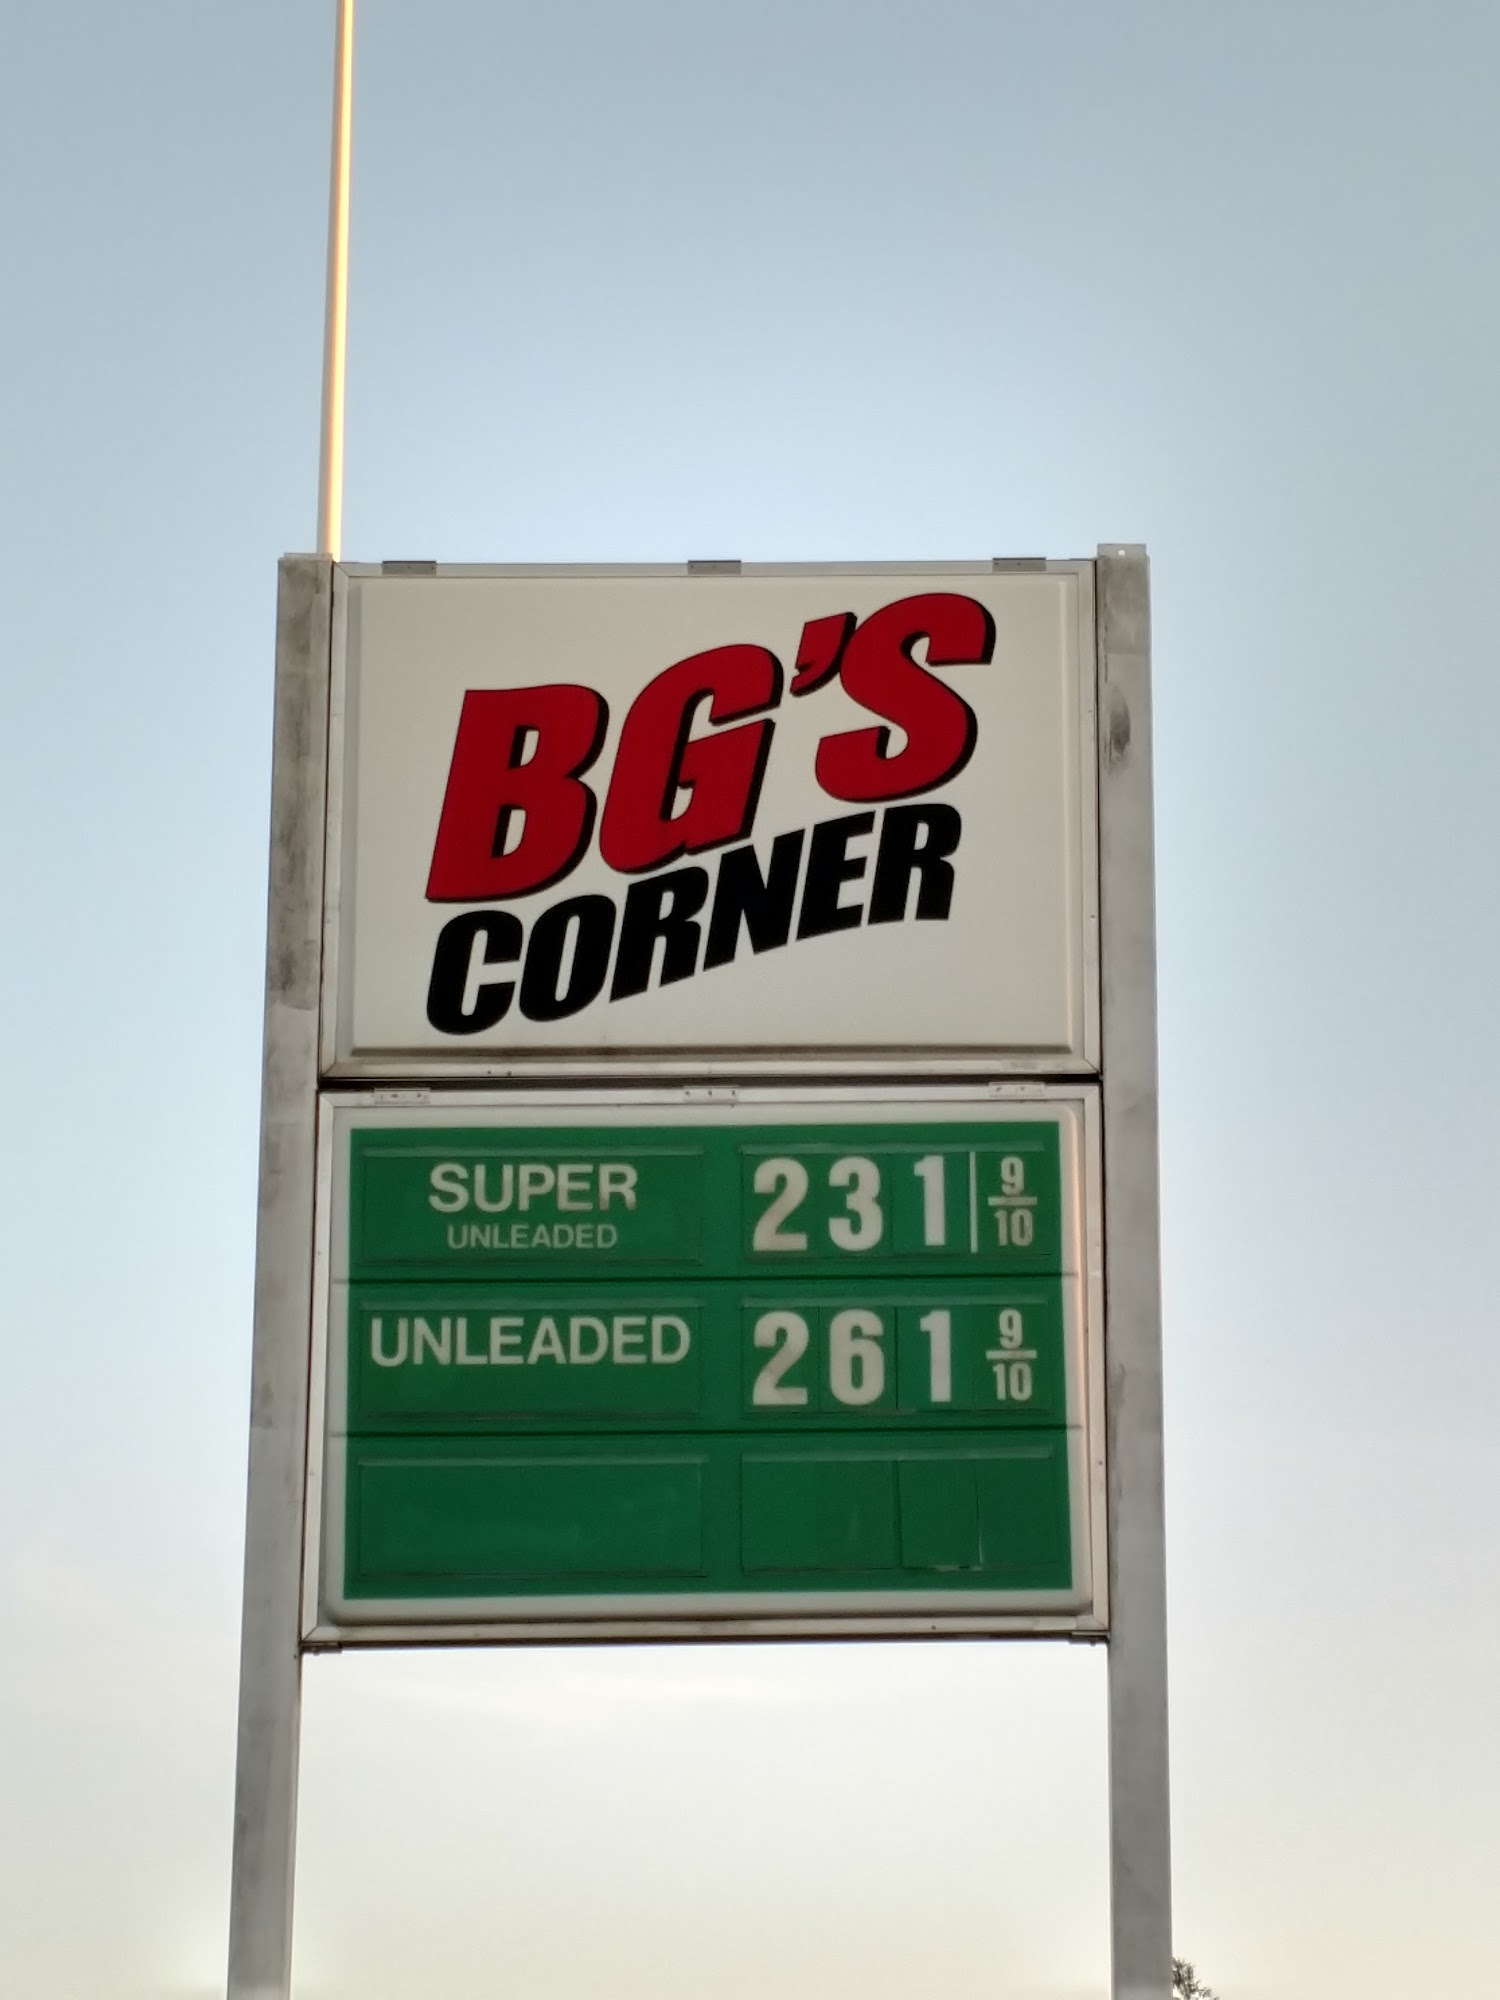 BG'S
CORNER
SUPER 231 9/10
UNLEADED
UNLEADED 261 9/10